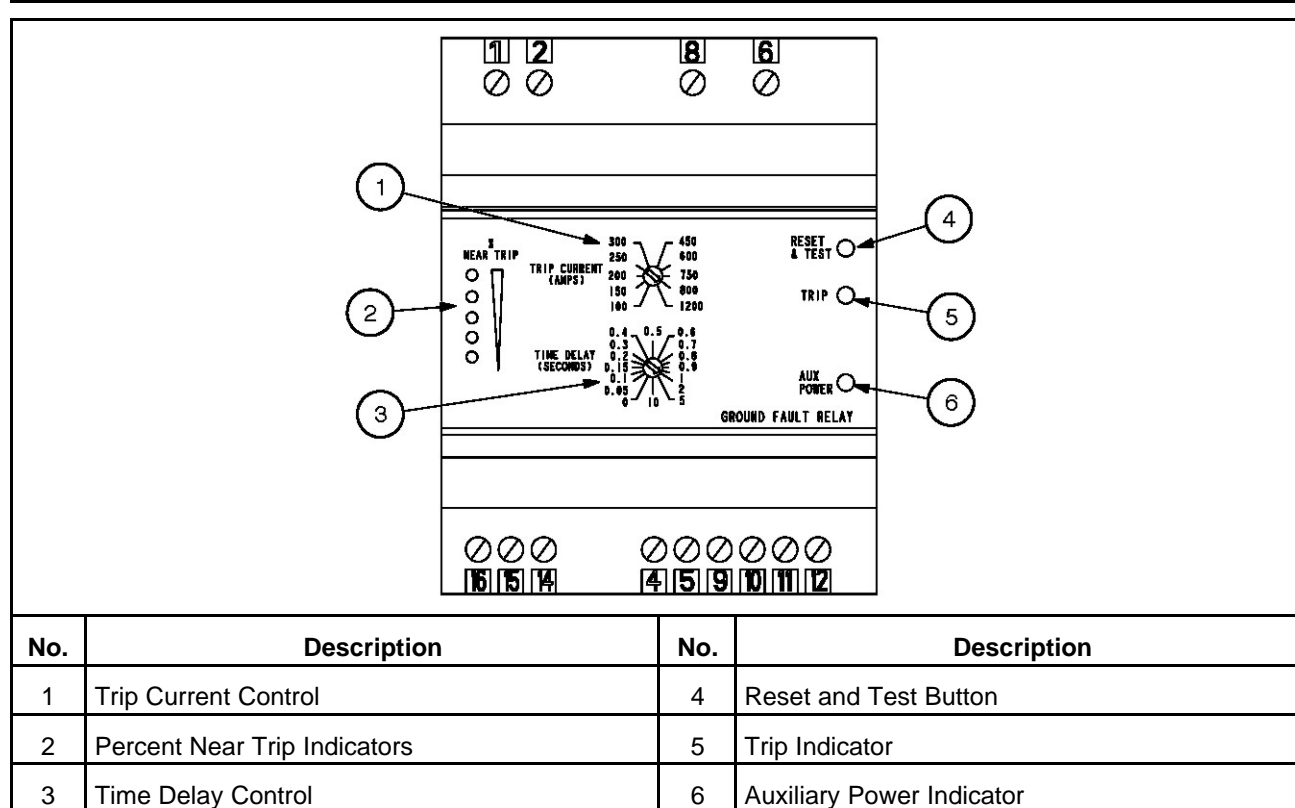 1 2 8 6
1
4
%
NEAR TRIP
TRIP CURRENT
(AMPS)
300 450
250 600
200 750
150 800
100 1200
RESET
& TEST
TRIP
2
5
TIME DELAY
(SECONDS)
0.4 0.5 0.6
0.3 0.7
0.2 0.8
0.15 0.9
0.1 1
0.05 2
0 10 5
AUX
POWER
3
6
GROUND FAULT RELAY
16 15 14 4 5 9 10 11 12
No. Description No. Description
1 Trip Current Control 4 Reset and Test Button
2 Percent Near Trip Indicators 5 Trip Indicator
3 Time Delay Control 6 Auxiliary Power Indicator